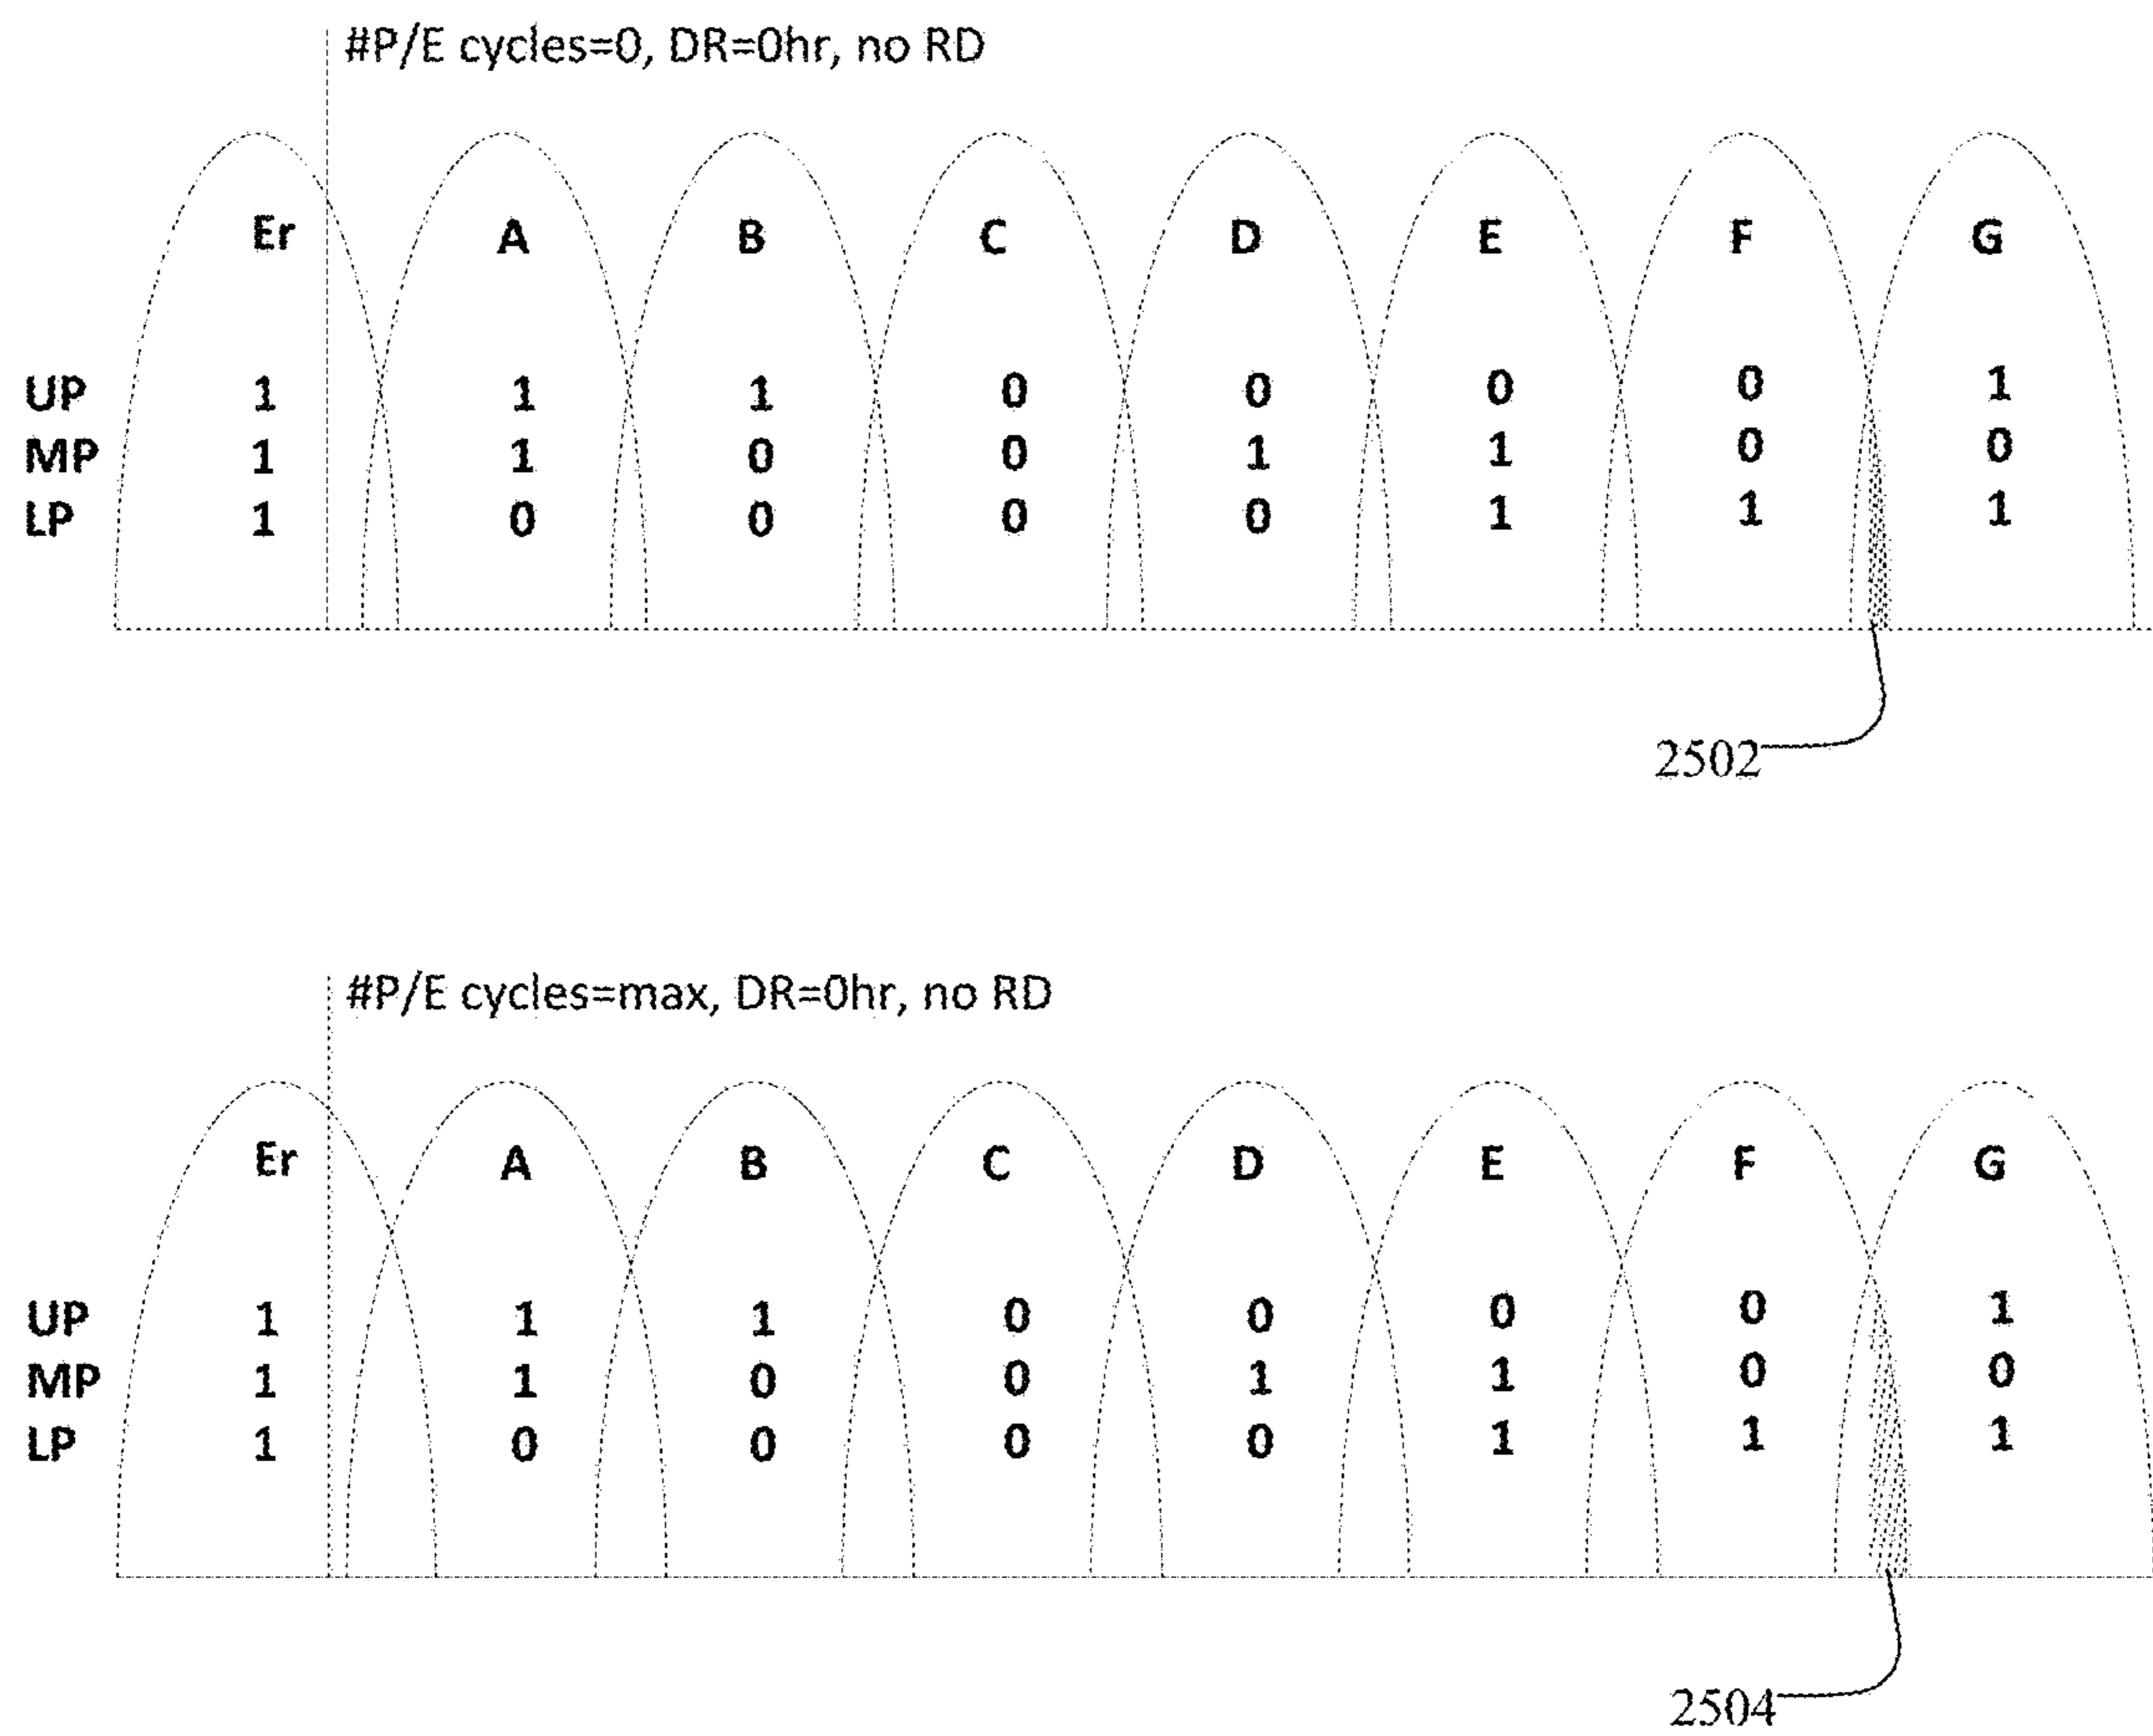 #P/E cycles=0, DR=0hr, no RD
Er A B C D E F G
UP 1 1 1 0 0 0 0 1
MP 1 1 0 0 1 1 0 0
LP 1 0 0 0 0 1 1 1
2502
#P/E cycles=max, DR=0hr, no RD
Er A B C D E F G
UP 1 1 1 0 0 0 0 1
MP 1 1 0 0 1 1 0 0
LP 1 0 0 0 0 1 1 1
2504